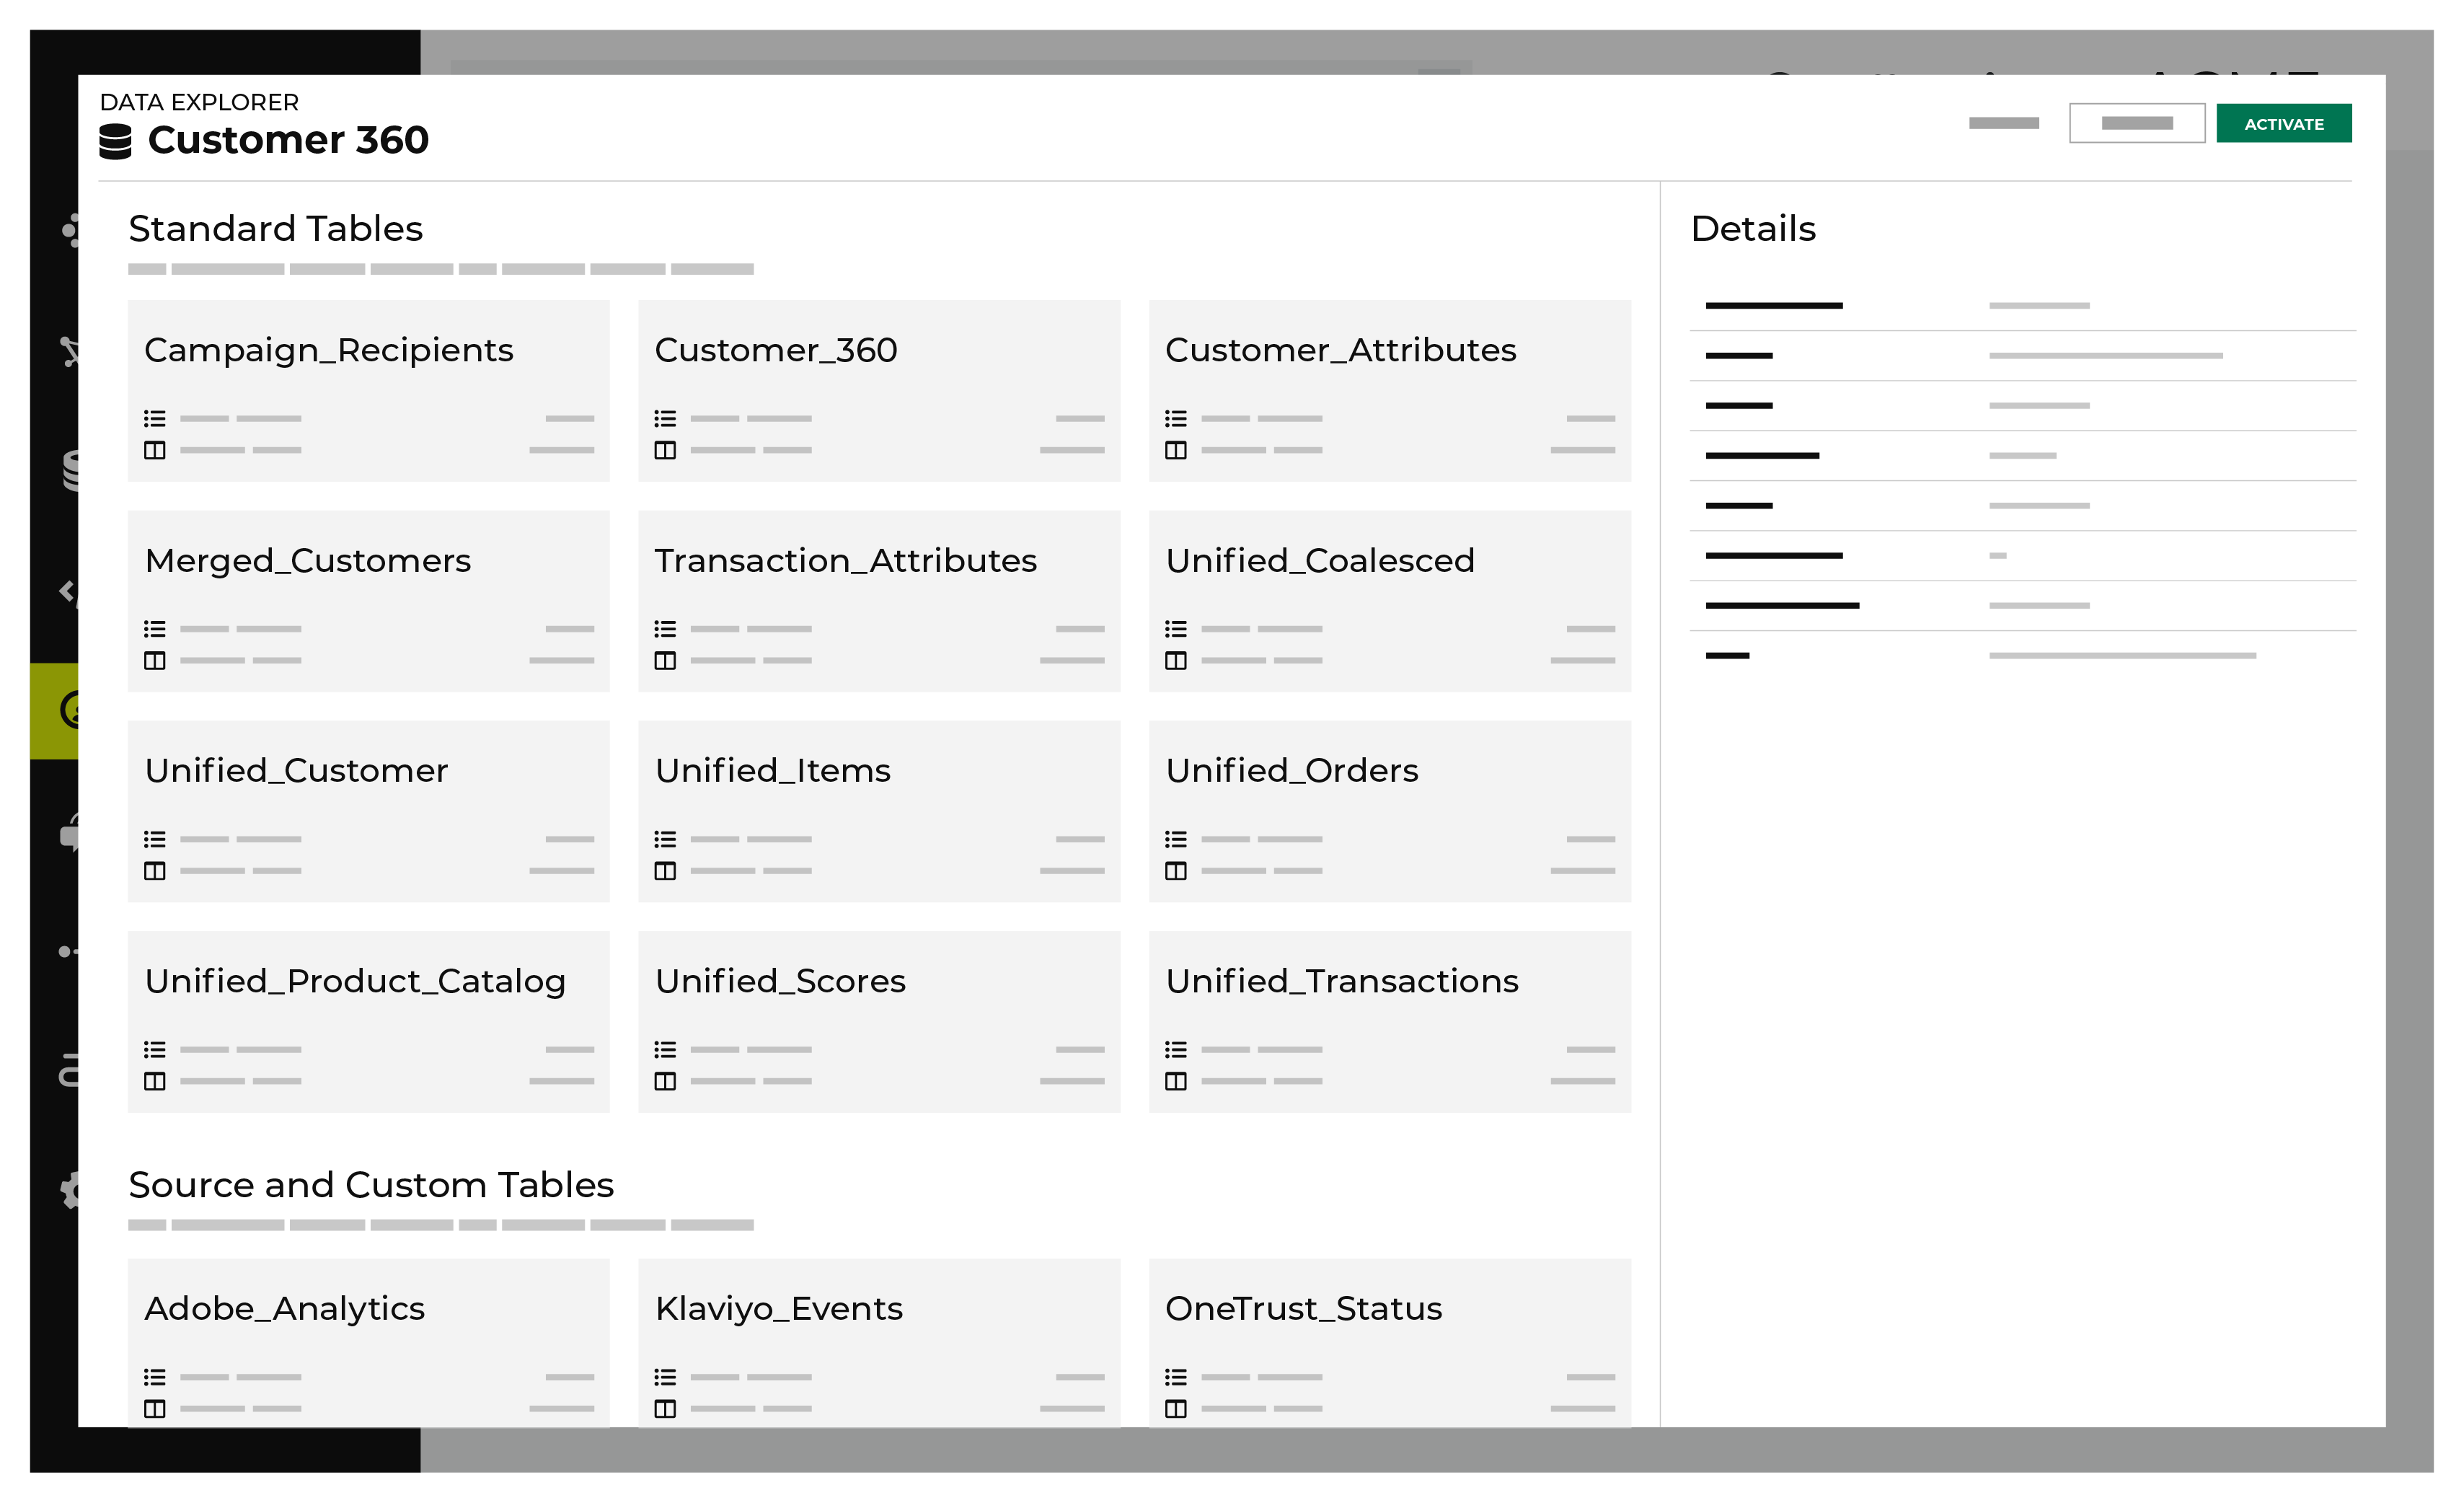 DATA EXPLORER
Customer 360
ACTIVATE
Standard Tables
Details
Campaign_Recipients
Customer_360
Customer_Attributes
Merged_Customers
Transaction_Attributes
Unified_Coalesced
Unified_Customer
Unified_Items
Unified_Orders
Unified_Product_Catalog
Unified_Scores
Unified_Transactions
Source and Custom Tables
Adobe_Analytics
Klaviyo_Events
OneTrust_Status